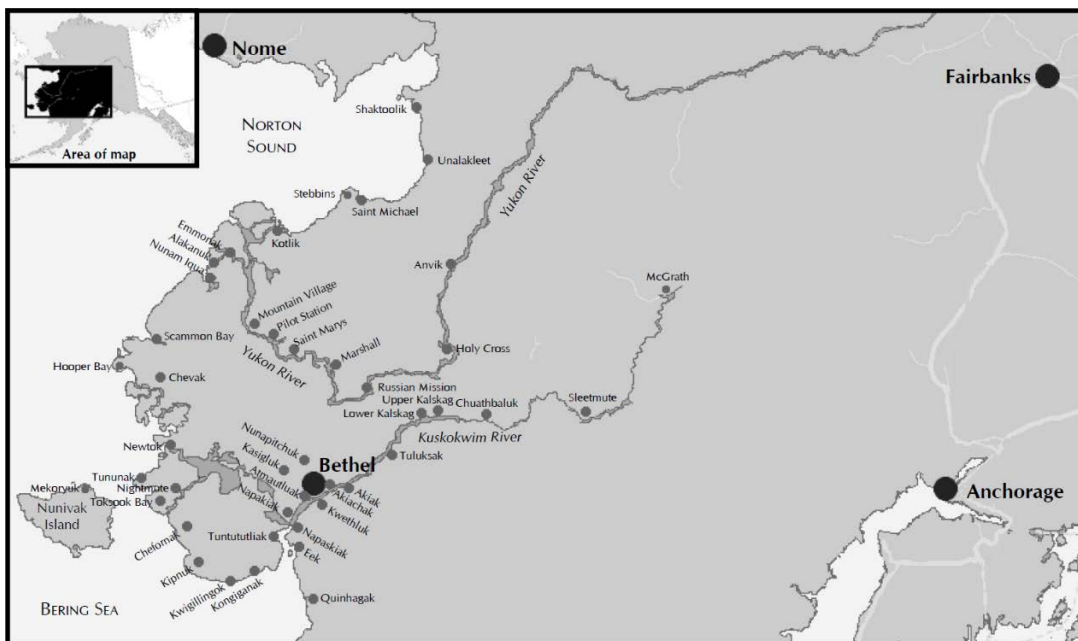 Nome
Fairbanks
Area of map
Shaktoolik
NORTON
SOUND
Unalakleet
Yukon River
Stebbins
Saint Michael
Emmonak
Alakanuk
Nunam Iqua
Kotlik
Anvik
McGrath
Mountain Village
Pilot Station
Saint Marys
Scammon Bay
Yukon River
Marshall
Holy Cross
Hooper Bay
Chevak
Russian Mission
Upper Kalskag
Chuathbaluk
Sleetmute
Lower Kalskag
Kuskokwim River
Newtok
Nunapitchuk
Kasigluk
Tuluksak
Bethel
Atmautluak
Tununak
Mekoryuk
Nightmute
Akiak
Akiachak
Anchorage
Toksook Bay
Napakiak
Kwethluk
Nunivak
Island
Chefornak
Tuntutuliak
Napaskiak
Eek
Kipnuk
Kwigillingok
Kongiganak
BERING SEA
Quinhagak